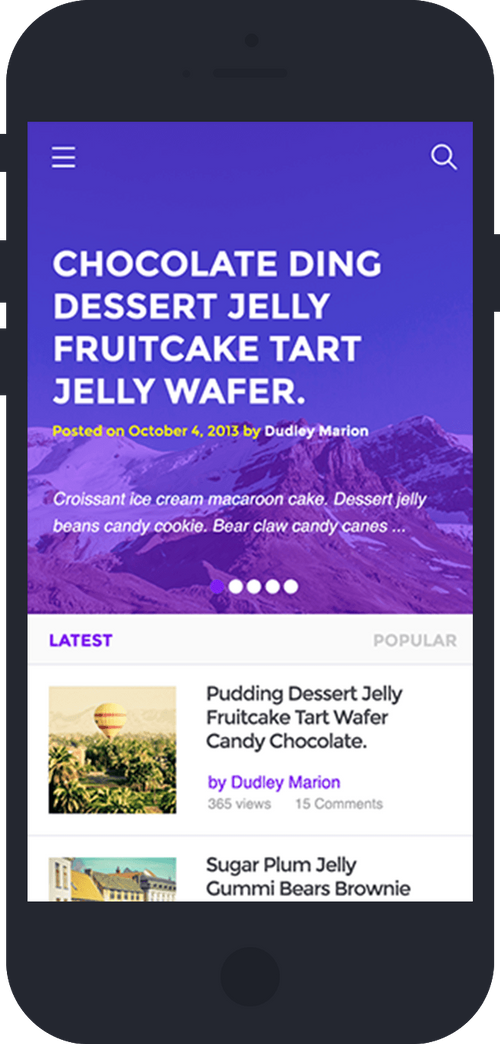 CHOCOLATE DING
DESSERT JELLY
FRUITCAKE TART
JELLY WAFER.
Posted on October 4, 2013 by Dudley Marion
Croissant ice cream macaroon cake. Dessert jelly
beans candy cookie. Bear claw candy canes ...
LATEST
POPULAR
Pudding Dessert Jelly
Fruitcake Tart Wafer
Candy Chocolate.
by Dudley Marion
365 views
15 Comments
Sugar Plum Jelly
Gummi Bears Brownie